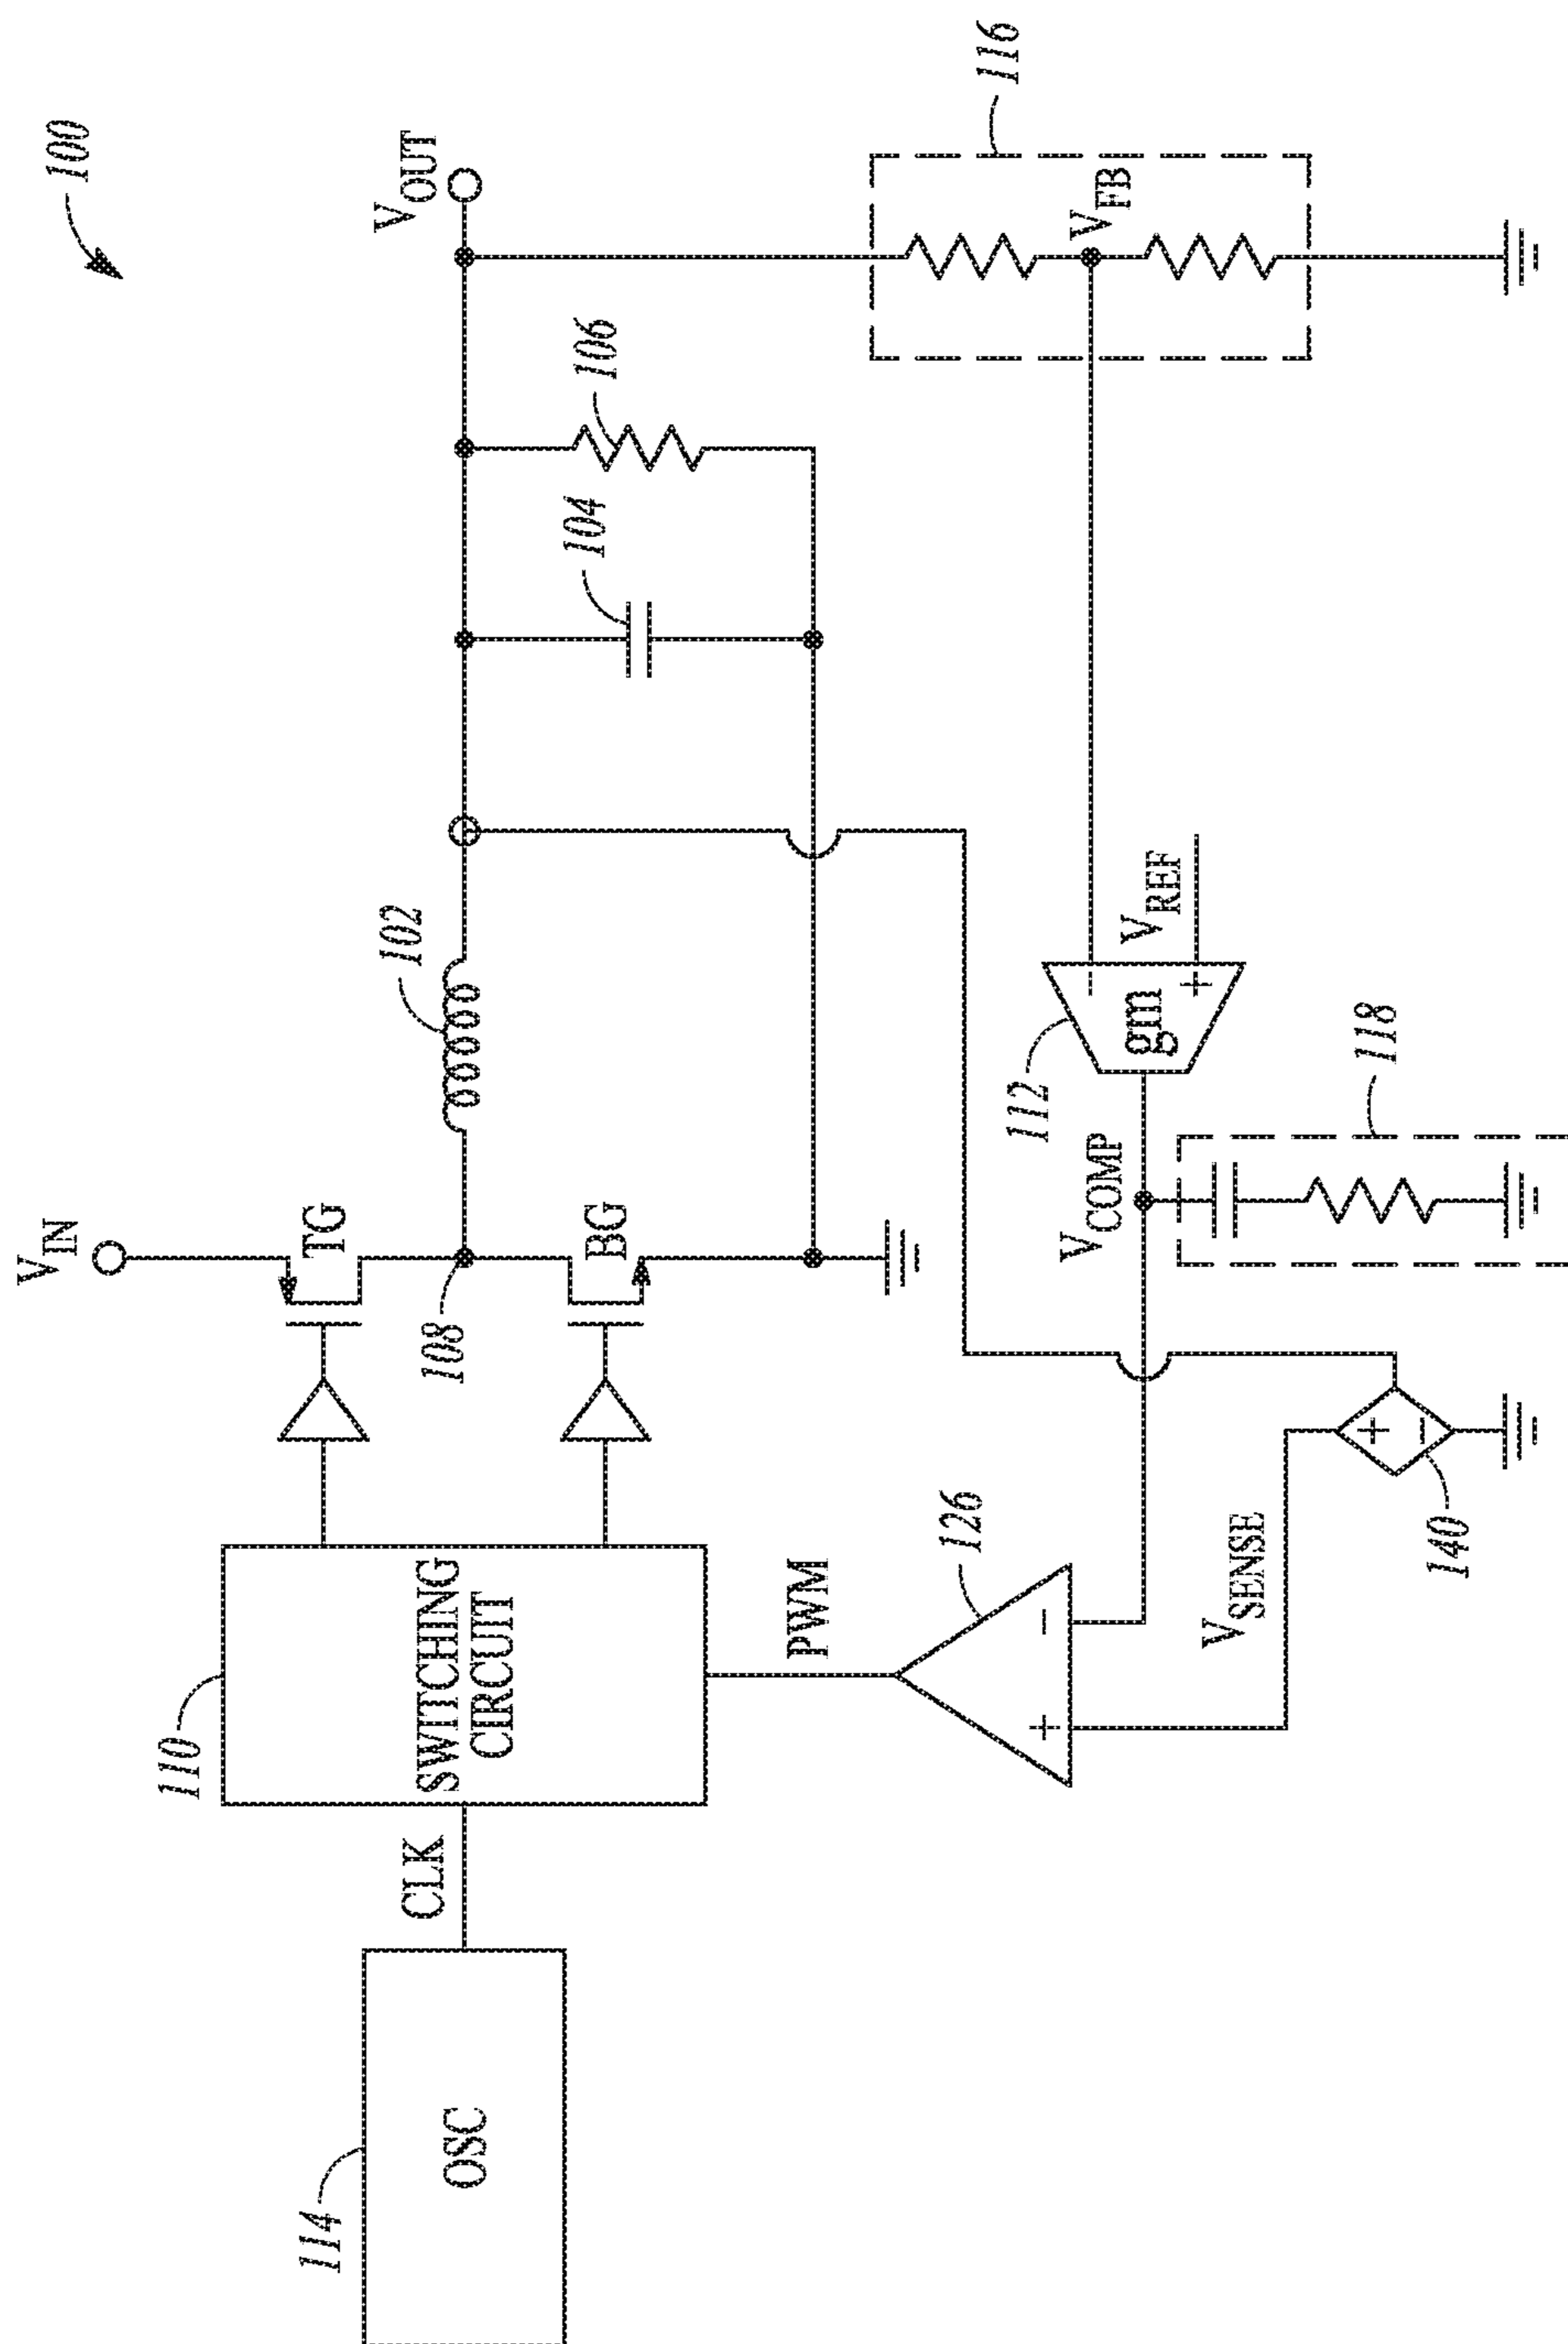 100
V_IN
V_OUT
TG
102
108
BG
104
106
110
SWITCHING
CIRCUIT
CLK
OSC
114
PWM
126
+
−
V_COMP
112
gm
−
+
V_REF
V_FB
116
118
V_SENSE
+
−
140